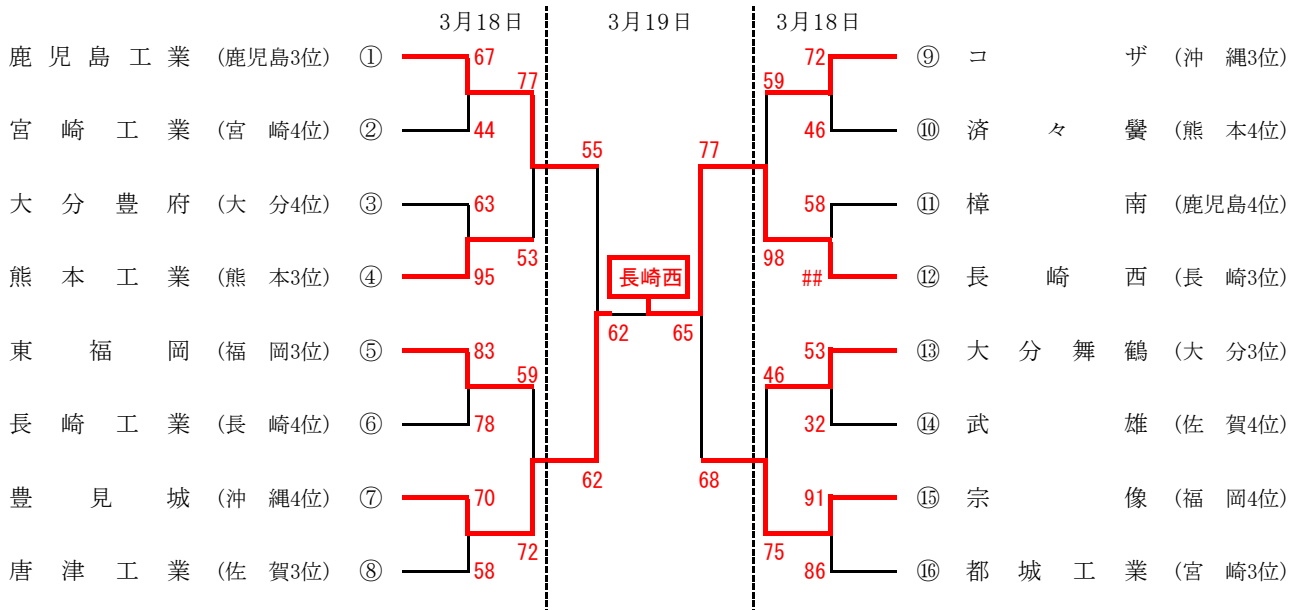 3月18日 3月19日 3月18日
鹿児島工業 (鹿児島3位) ① 67 72 ⑨ コザ (沖縄3位)
77 59
宮崎工業 (宮崎4位) ② 44 46 ⑩ 済々黌 (熊本4位)
55 77
大分豊府 (大分4位) ③ 63 58 ⑪ 樟南 (鹿児島4位)
53 98
熊本工業 (熊本3位) ④ 95 長崎西 ## ⑫ 長崎西 (長崎3位)
62 65
東福岡 (福岡3位) ⑤ 83 53 ⑬ 大分舞鶴 (大分3位)
59 46
長崎工業 (長崎4位) ⑥ 78 32 ⑭ 武雄 (佐賀4位)
62 68
豊見城 (沖縄4位) ⑦ 70 91 ⑮ 宗像 (福岡4位)
72 75
唐津工業 (佐賀3位) ⑧ 58 86 ⑯ 都城工業 (宮崎3位)